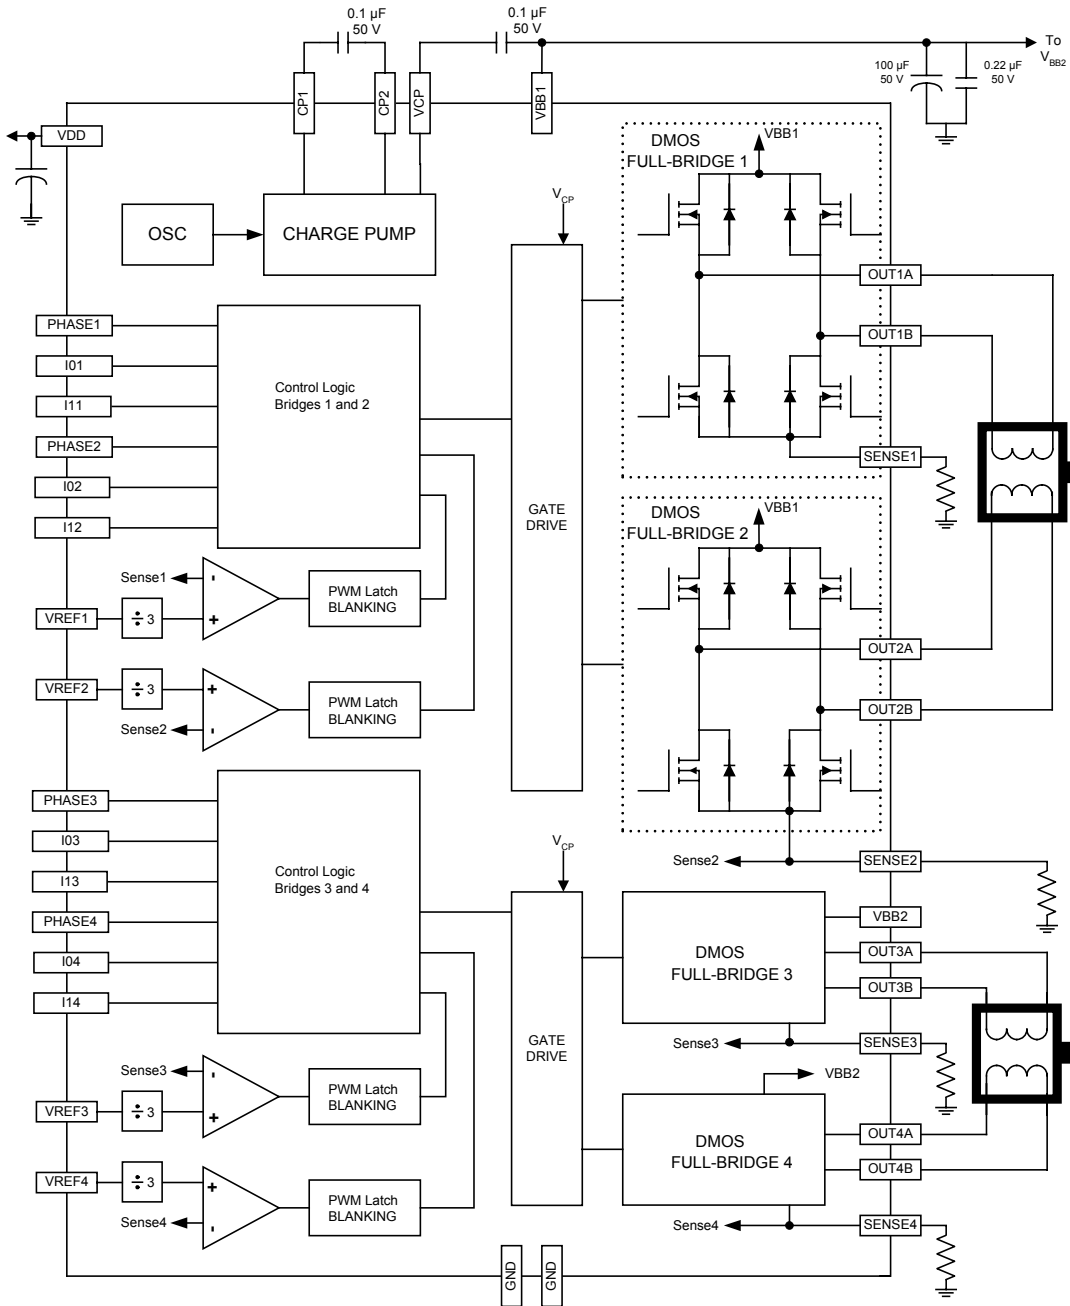 0.1 µF
50 V
0.1 µF
50 V
To
VBB2
100 µF
50 V
0.22 µF
50 V
CP1
CP2
VCP
VBB1
VDD
OSC
CHARGE PUMP
VCP
DMOS
FULL-BRIDGE 1
VBB1
OUT1A
OUT1B
SENSE1
PHASE1
I01
I11
PHASE2
I02
I12
Control Logic
Bridges 1 and 2
GATE
DRIVE
DMOS
FULL-BRIDGE 2
VBB1
OUT2A
OUT2B
Sense1
-
+
VREF1
÷ 3
PWM Latch
BLANKING
VREF2
÷ 3
+
-
Sense2
PWM Latch
BLANKING
Sense2
SENSE2
PHASE3
I03
I13
PHASE4
I04
I14
Control Logic
Bridges 3 and 4
VCP
GATE
DRIVE
DMOS
FULL-BRIDGE 3
VBB2
OUT3A
OUT3B
Sense3
SENSE3
VBB2
DMOS
FULL-BRIDGE 4
OUT4A
OUT4B
Sense4
SENSE4
Sense3
-
+
VREF3
÷ 3
PWM Latch
BLANKING
VREF4
÷ 3
+
-
Sense4
PWM Latch
BLANKING
GND
GND